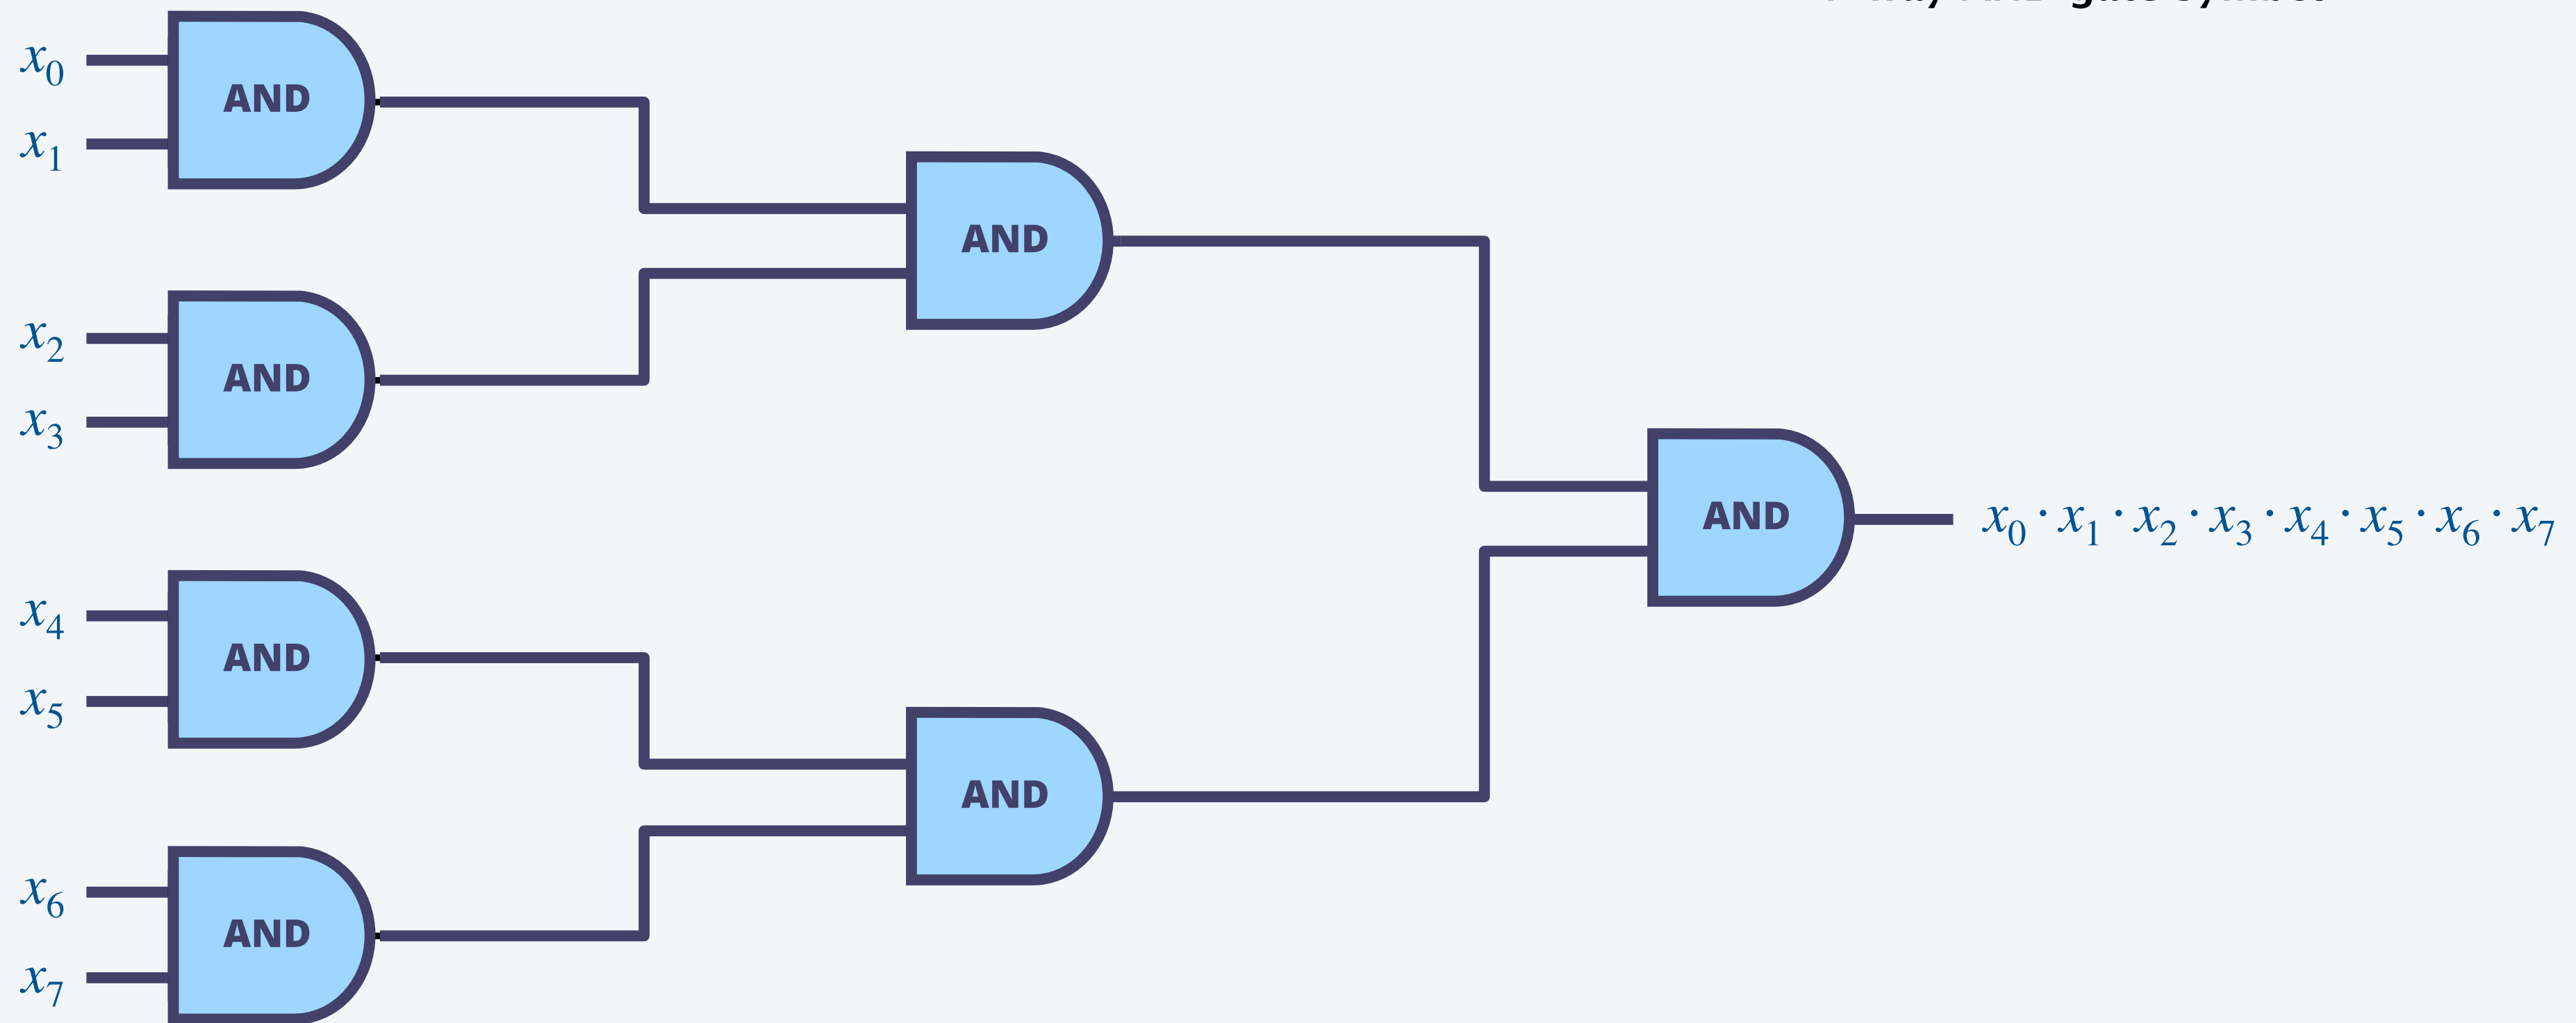 x₀
AND
x₁
AND
x₂
AND
x₃
AND
x₀ · x₁ · x₂ · x₃ · x₄ · x₅ · x₆ · x₇
x₄
AND
x₅
AND
x₆
AND
x₇